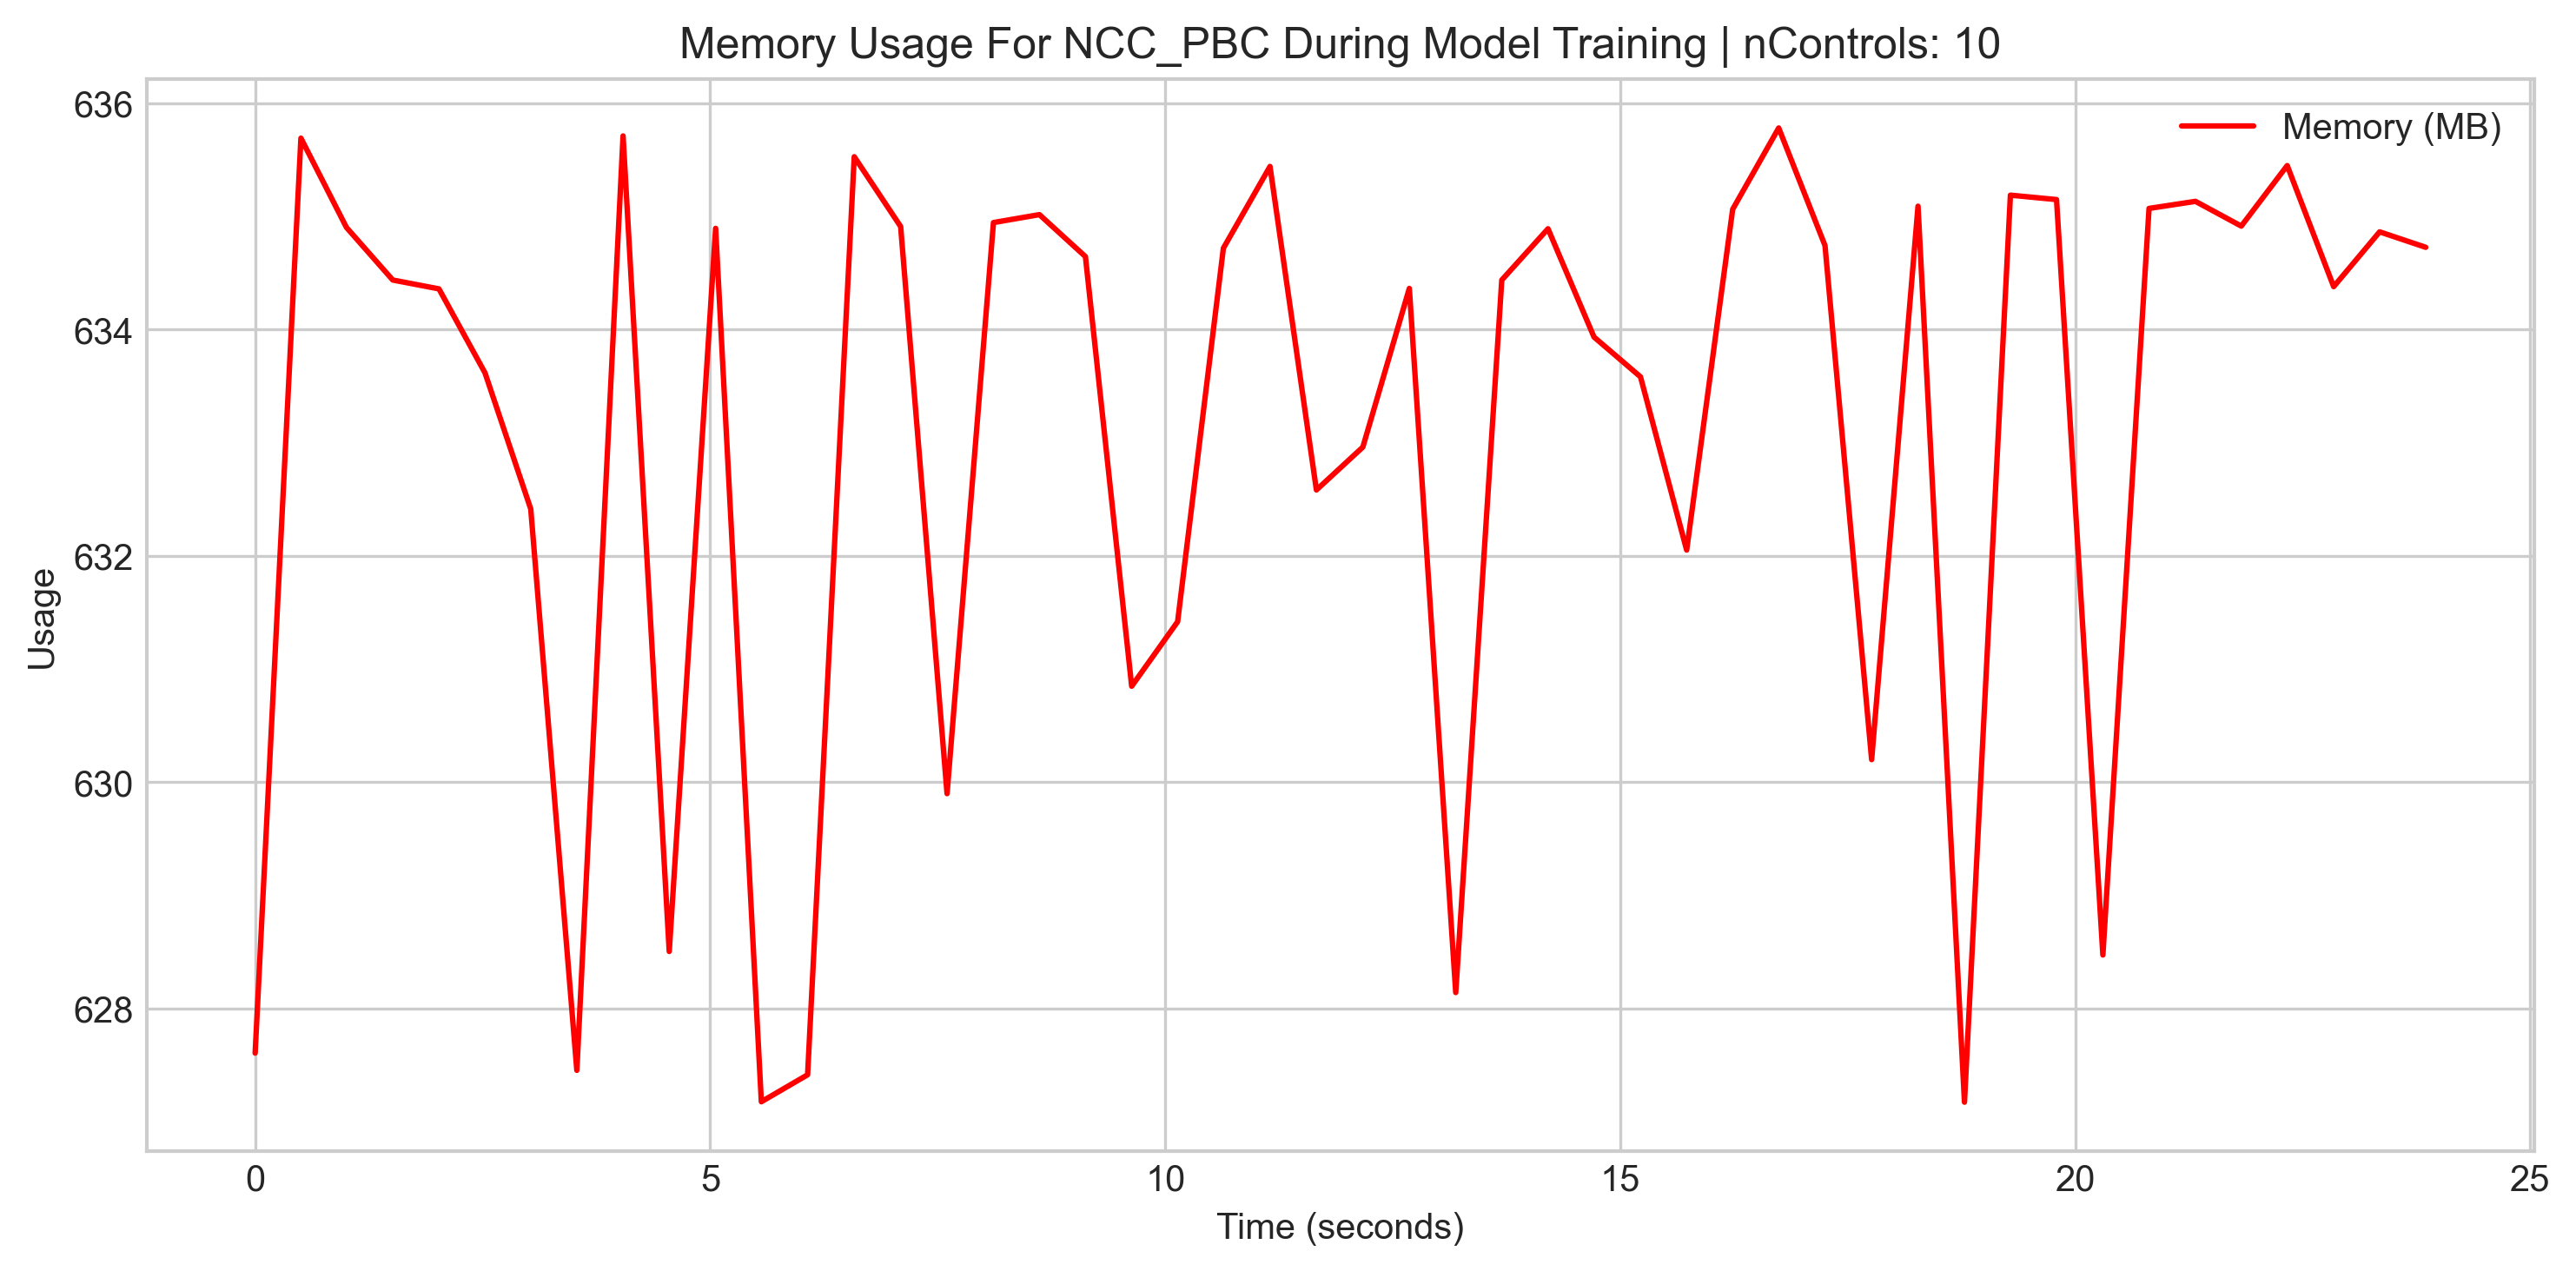 Memory Usage For NCC_PBC During Model Training | nControls: 10
Memory (MB)
636
634
632
630
628
Usage
0 5 10 15 20 25
Time (seconds)